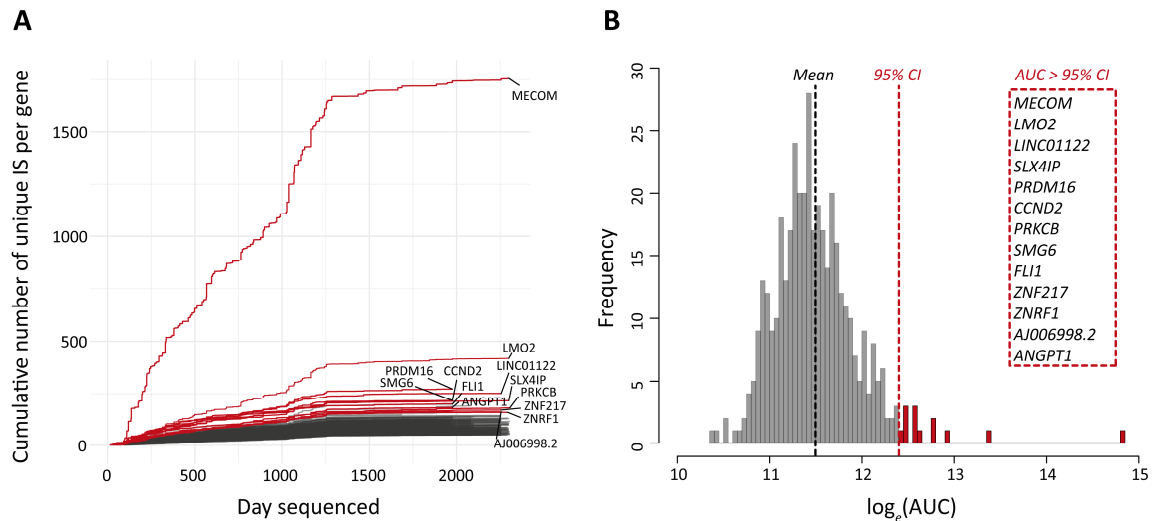 A
Cumulative number of unique IS per gene
1500
1000
500
0
0 500 1000 1500 2000
Day sequenced
MECOM
LMO2
LINC01122
PRDM16 CCND2
SLX4IP
SMG6 FLI1
PRKCB
ANGPT1
ZNF217
ZNRF1
AJ006998.2
B
Frequency
30
25
20
15
10
5
0
10 11 12 13 14 15
logₑ(AUC)
Mean
95% CI
AUC > 95% CI
MECOM
LMO2
LINC01122
SLX4IP
PRDM16
CCND2
PRKCB
SMG6
FLI1
ZNF217
ZNRF1
AJ006998.2
ANGPT1